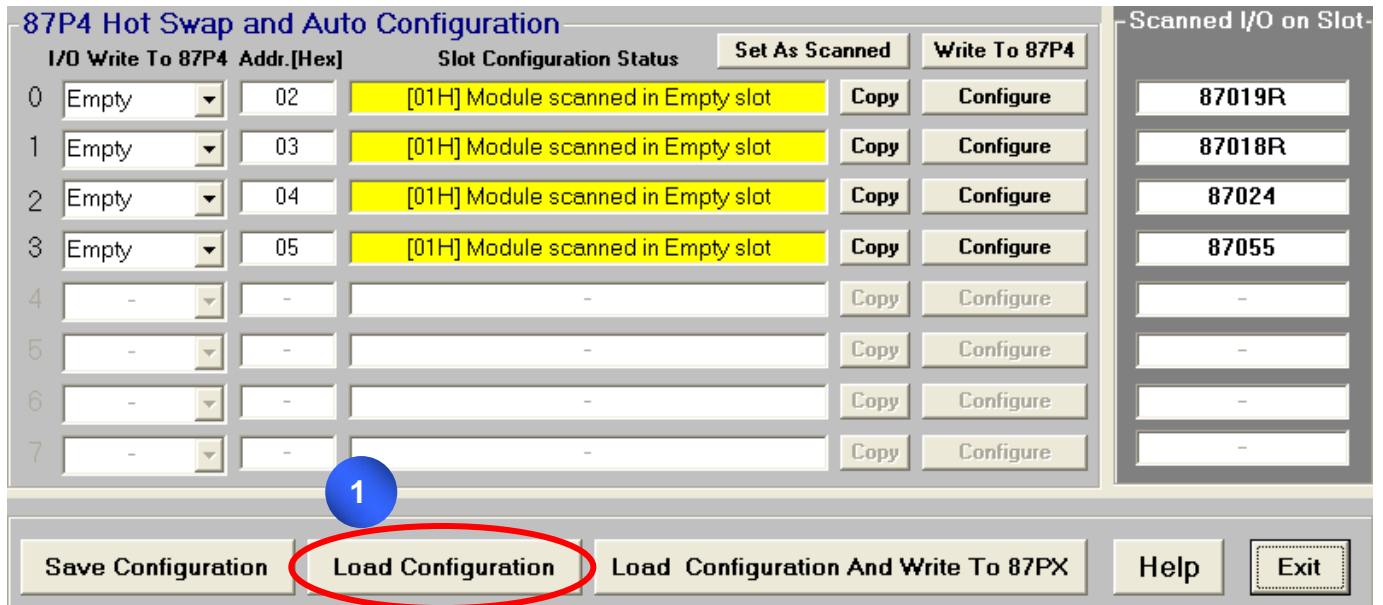 87P4 Hot Swap and Auto Configuration
Scanned I/O on Slot
I/O Write To 87P4 Addr.[Hex] Slot Configuration Status Set As Scanned Write To 87P4
0 Empty 02 [01H] Module scanned in Empty slot Copy Configure 87019R
1 Empty 03 [01H] Module scanned in Empty slot Copy Configure 87018R
2 Empty 04 [01H] Module scanned in Empty slot Copy Configure 87024
3 Empty 05 [01H] Module scanned in Empty slot Copy Configure 87055
4 - - - Copy Configure -
5 - - - Copy Configure -
6 - - - Copy Configure -
7 - - - Copy Configure -
1
Save Configuration Load Configuration Load Configuration And Write To 87PX Help Exit